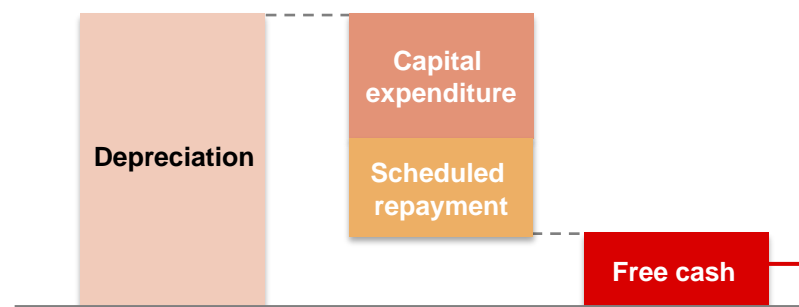 Depreciation
Capital
expenditure
Scheduled
repayment
Free cash